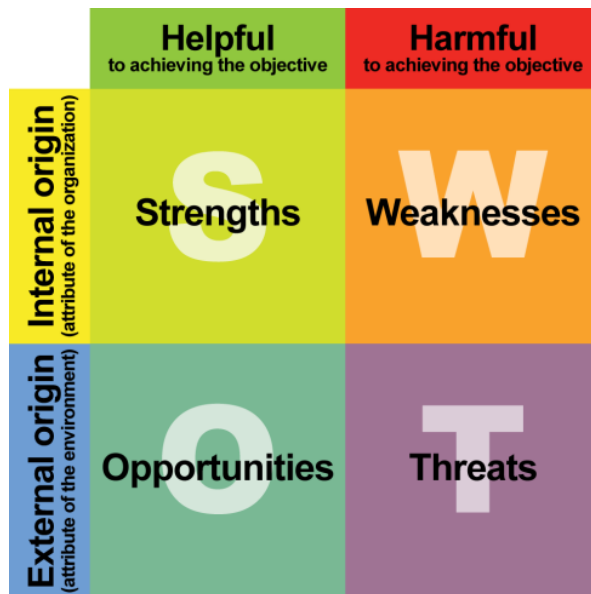 Helpful
to achieving the objective
Harmful
to achieving the objective
Internal origin
(attribute of the organization)
S
Strengths
W
Weaknesses
External origin
(attribute of the environment)
O
Opportunities
T
Threats